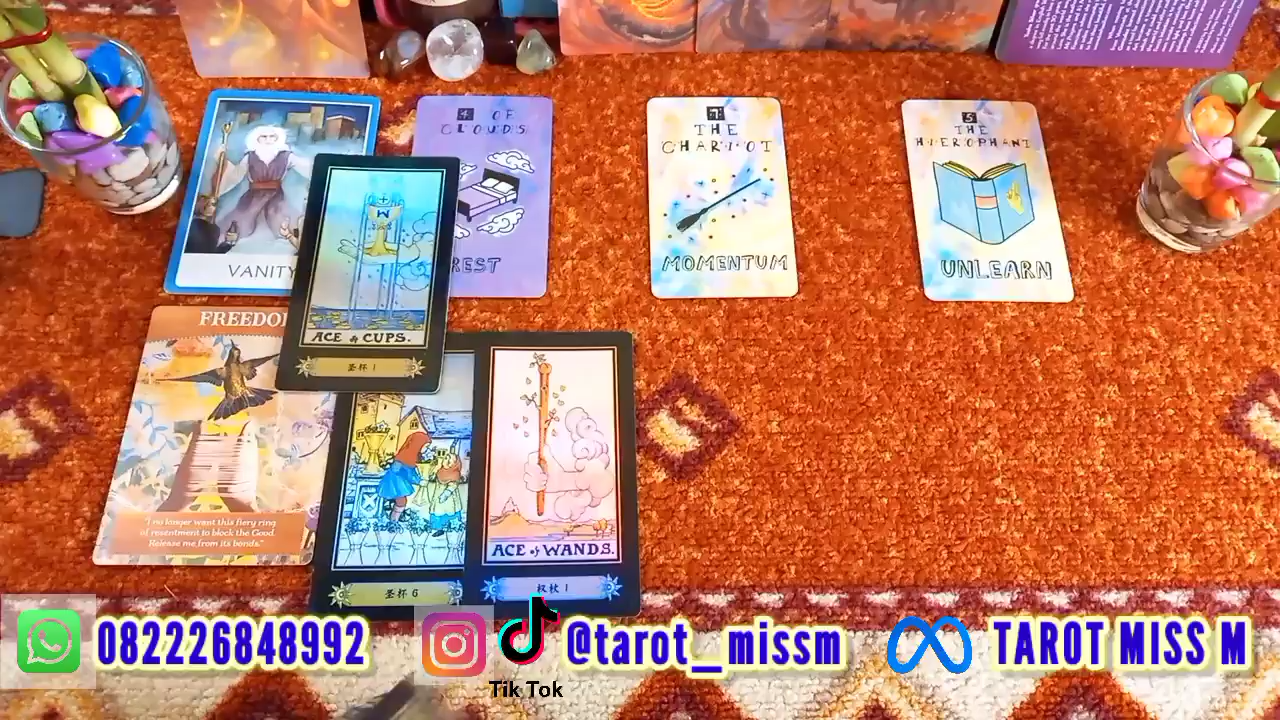 4 OF
CLOUDS
REST
7
THE
CHARIOT
MOMENTUM
5
THE
HIEROPHANT
UNLEARN
VANITY
ACE of CUPS.
圣杯 1
"I no longer want this fiery ring
of resentment to block the Good.
Release me from its bonds."
圣杯 6
ACE of WANDS.
权杖 1
082226848992
Tik Tok
@tarot_missm
TAROT MISS M